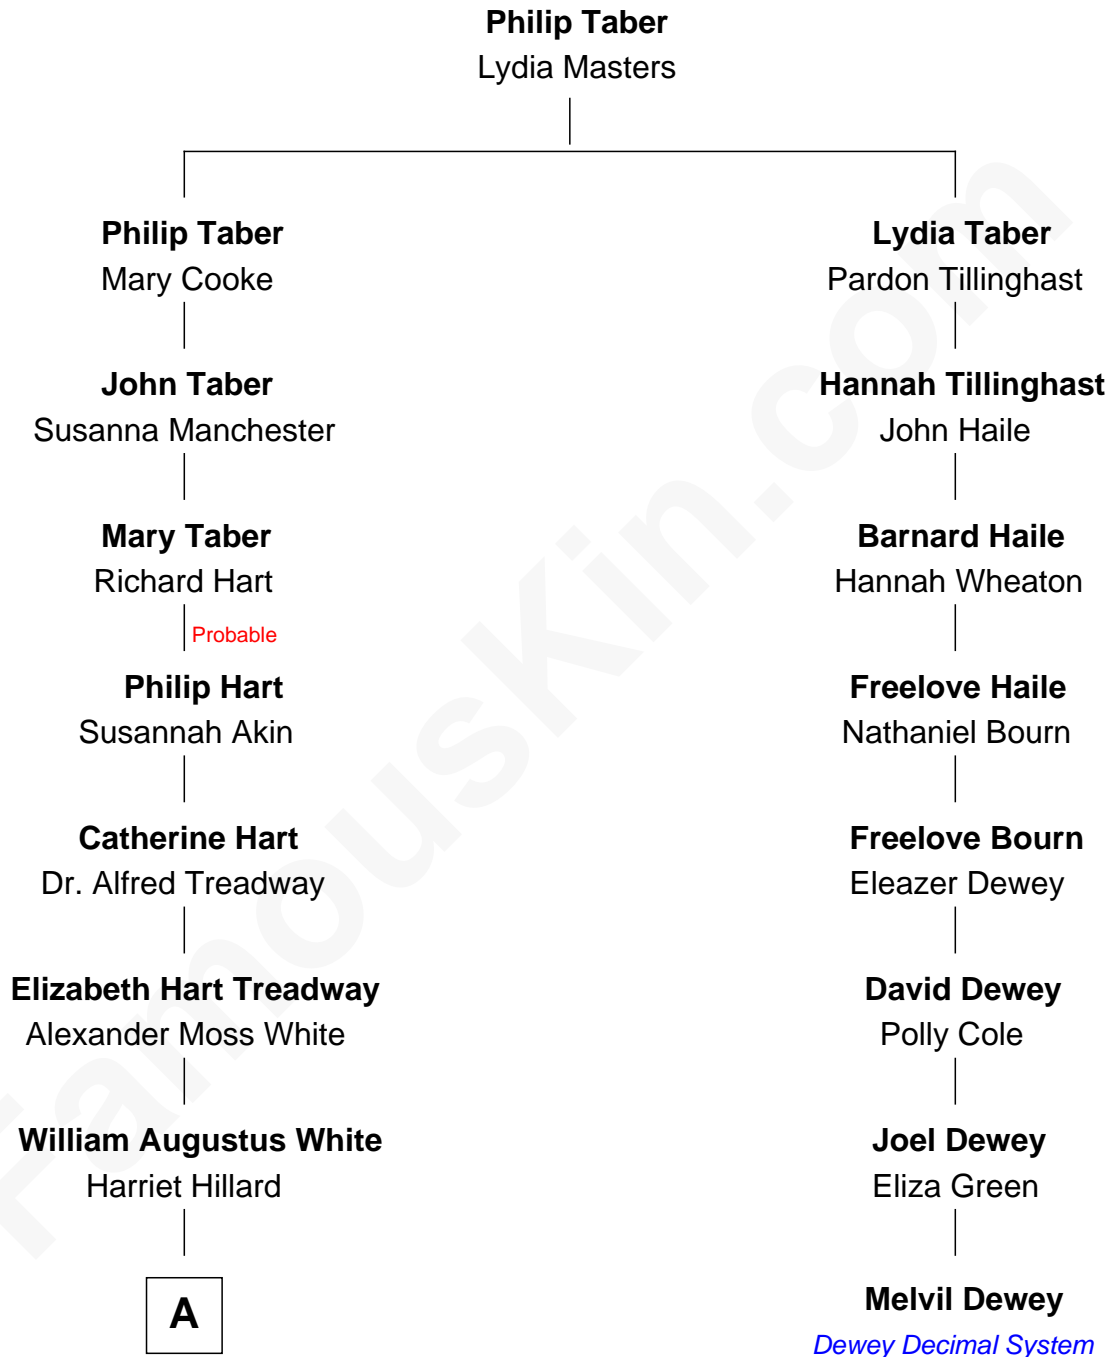 Philip Taber
Lydia Masters
Philip Taber
Mary Cooke
Lydia Taber
Pardon Tillinghast
John Taber
Susanna Manchester
Hannah Tillinghast
John Haile
Mary Taber
Richard Hart
Barnard Haile
Hannah Wheaton
Probable
Philip Hart
Susannah Akin
Freelove Haile
Nathaniel Bourn
Catherine Hart
Dr. Alfred Treadway
Freelove Bourn
Eleazer Dewey
Elizabeth Hart Treadway
Alexander Moss White
David Dewey
Polly Cole
William Augustus White
Harriet Hillard
Joel Dewey
Eliza Green
A
Melvil Dewey
Dewey Decimal System
FamousKin.com